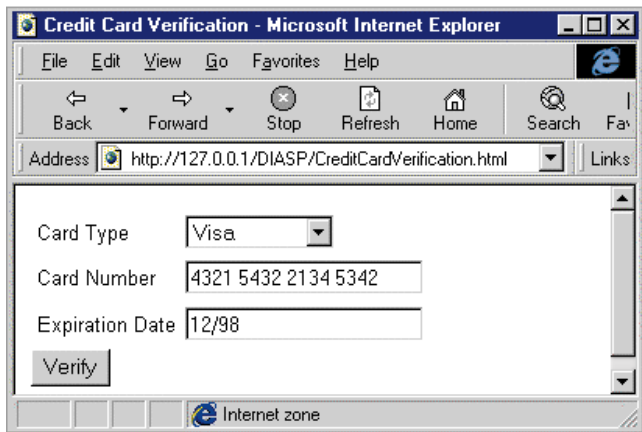 Credit Card Verification - Microsoft Internet Explorer
File Edit View Go Favorites Help
Back Forward Stop Refresh Home Search
Address http://127.0.0.1/DIASP/CreditCardVerification.html Links
Card Type Visa
Card Number 4321 5432 2134 5342
Expiration Date 12/98
Verify
Internet zone